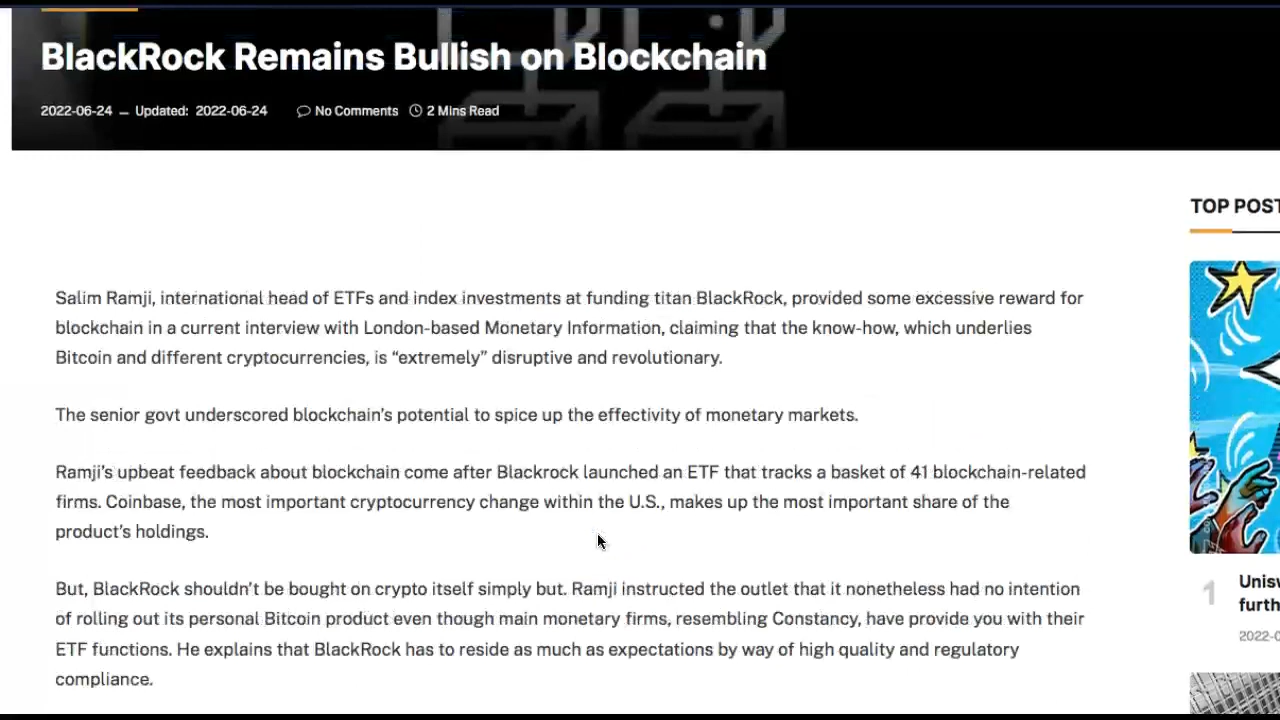 BlackRock Remains Bullish on Blockchain
2022-06-24 — Updated: 2022-06-24 No Comments 2 Mins Read
TOP POST
Salim Ramji, international head of ETFs and index investments at funding titan BlackRock, provided some excessive reward for
blockchain in a current interview with London-based Monetary Information, claiming that the know-how, which underlies
Bitcoin and different cryptocurrencies, is “extremely” disruptive and revolutionary.
The senior govt underscored blockchain’s potential to spice up the effectivity of monetary markets.
Ramji’s upbeat feedback about blockchain come after Blackrock launched an ETF that tracks a basket of 41 blockchain-related
firms. Coinbase, the most important cryptocurrency change within the U.S., makes up the most important share of the
product’s holdings.
But, BlackRock shouldn’t be bought on crypto itself simply but. Ramji instructed the outlet that it nonetheless had no intention
of rolling out its personal Bitcoin product even though main monetary firms, resembling Constancy, have provide you with their
ETF functions. He explains that BlackRock has to reside as much as expectations by way of high quality and regulatory
compliance.
1
Unisw
furth
2022-0